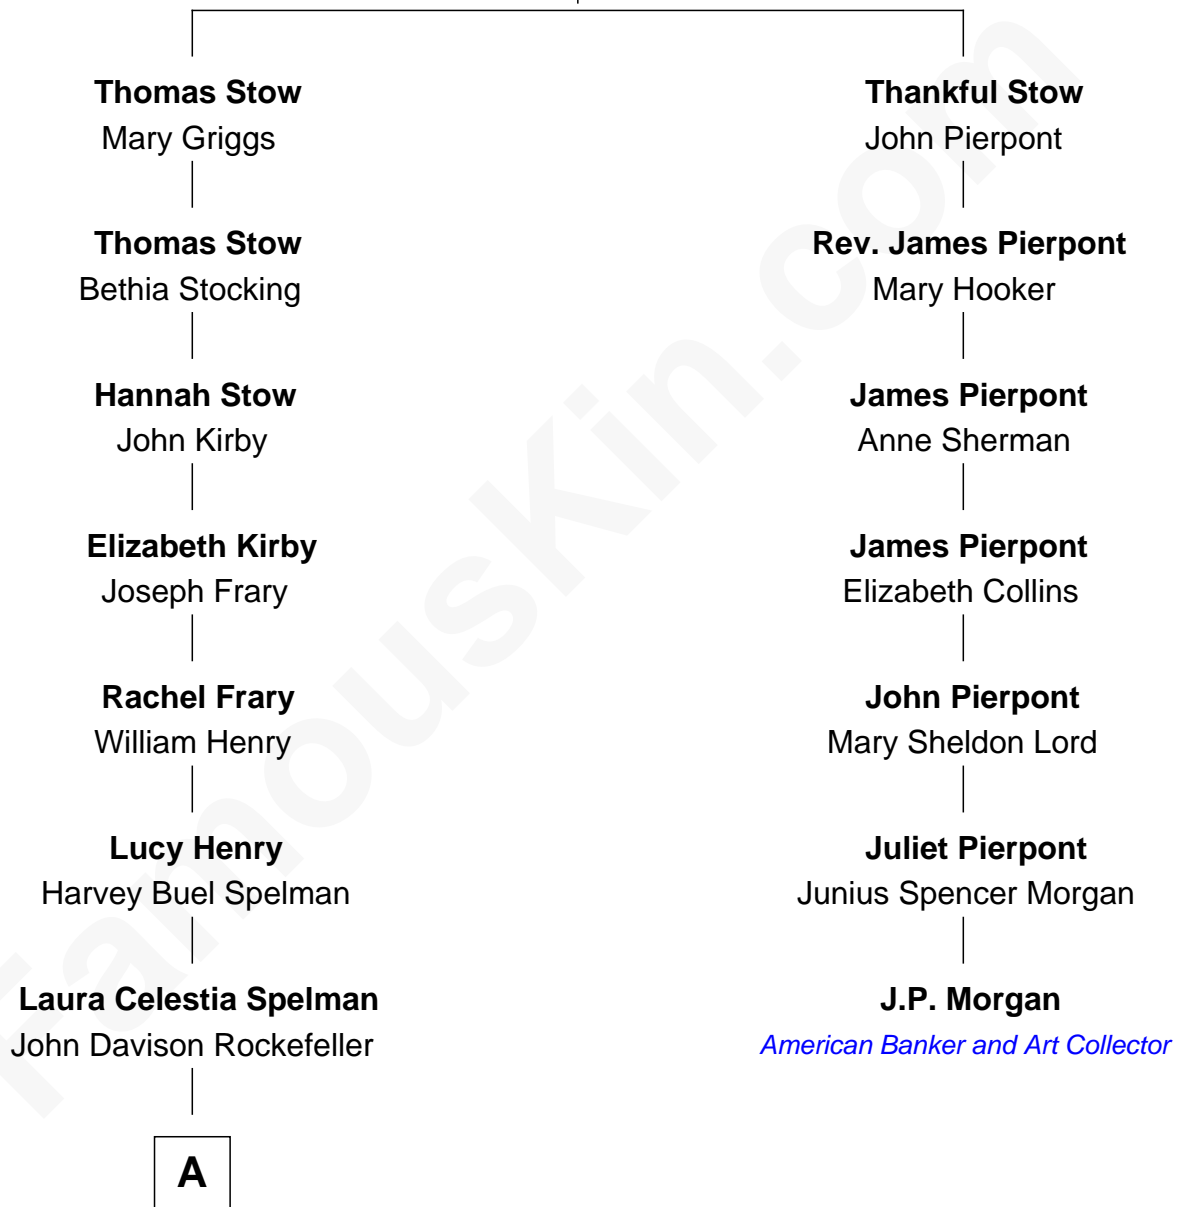 Thomas Stow
Mary Griggs
Thomas Stow
Bethia Stocking
Hannah Stow
John Kirby
Elizabeth Kirby
Joseph Frary
Rachel Frary
William Henry
Lucy Henry
Harvey Buel Spelman
Laura Celestia Spelman
John Davison Rockefeller
A
Thankful Stow
John Pierpont
Rev. James Pierpont
Mary Hooker
James Pierpont
Anne Sherman
James Pierpont
Elizabeth Collins
John Pierpont
Mary Sheldon Lord
Juliet Pierpont
Junius Spencer Morgan
J.P. Morgan
American Banker and Art Collector
FamousKin.com